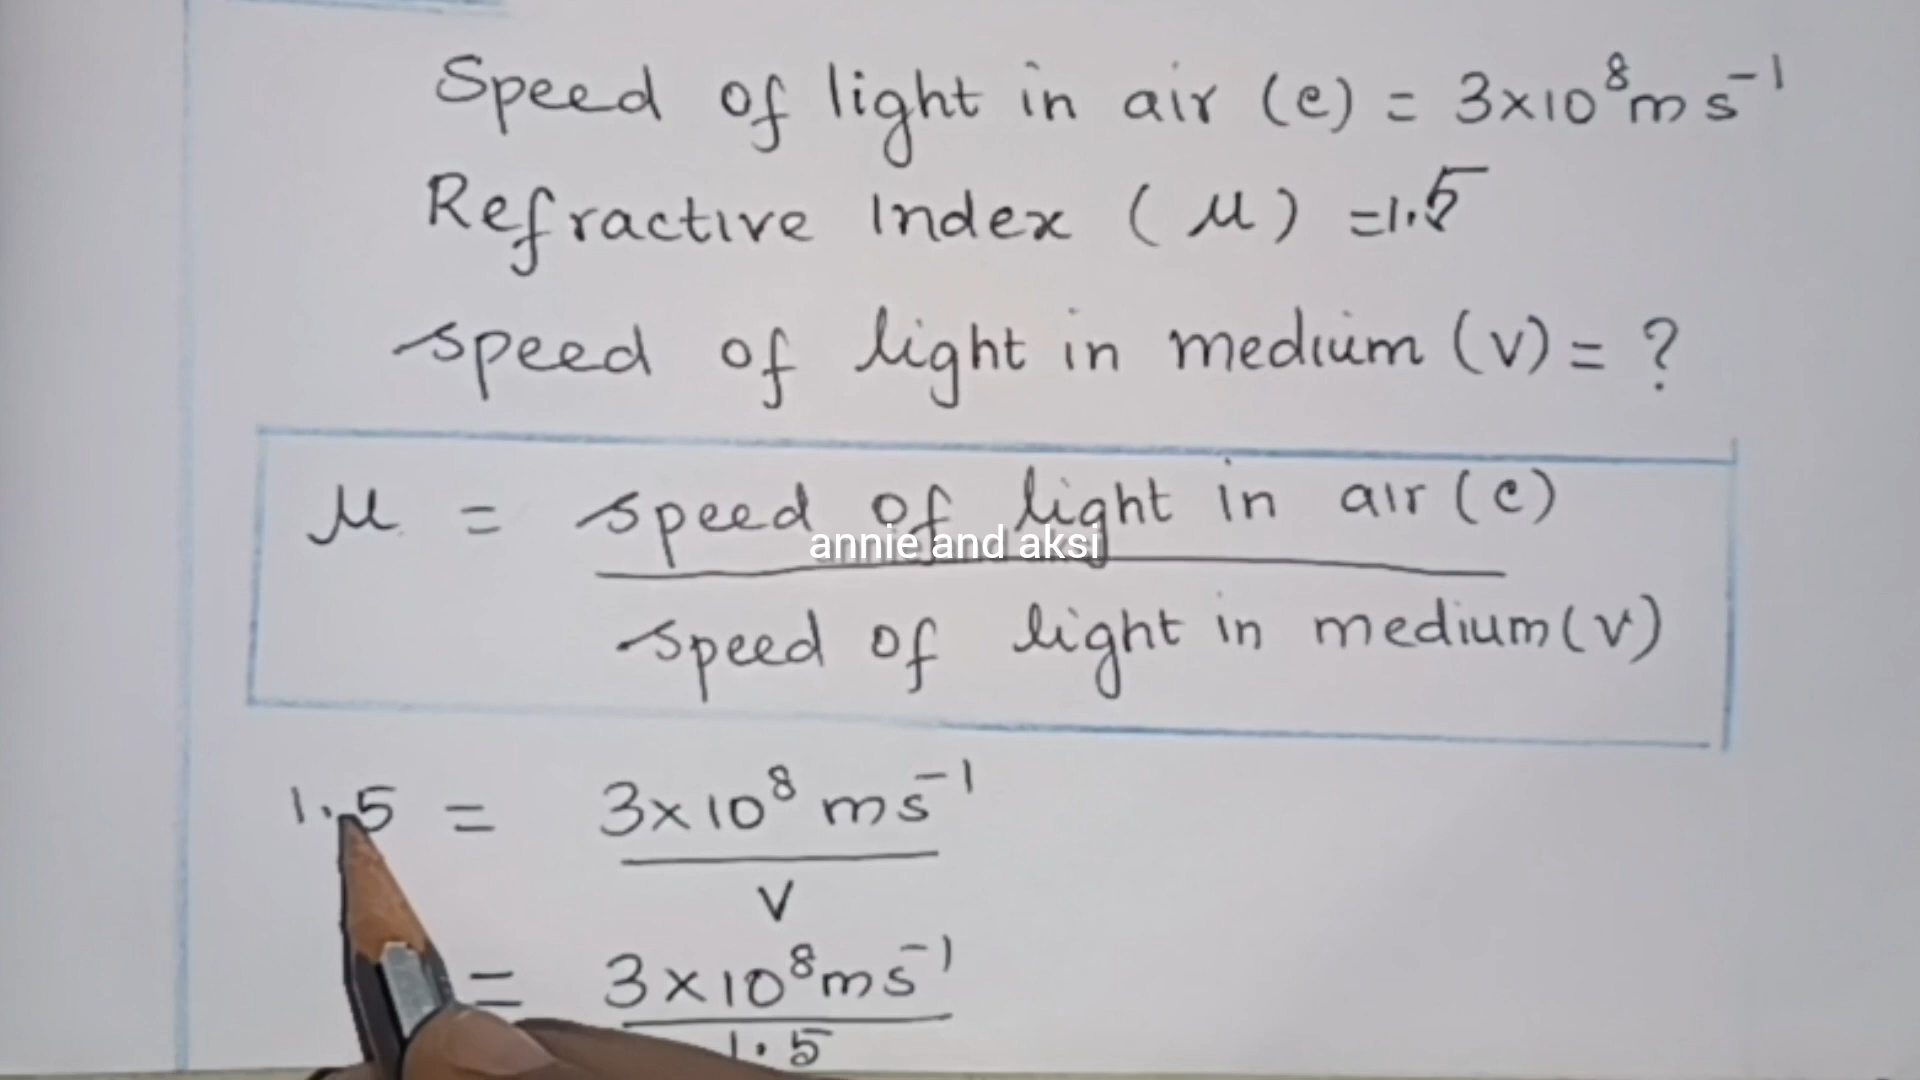 Speed of light in air (c) = 3×10⁸ms⁻¹
Refractive Index (μ) =1.5
speed of light in medium (v) = ?
μ = speed of light in air (c)
annie and aksi
speed of light in medium (v)
1.5 = 3×10⁸ ms⁻¹
v
= 3×10⁸ms⁻¹
1.5